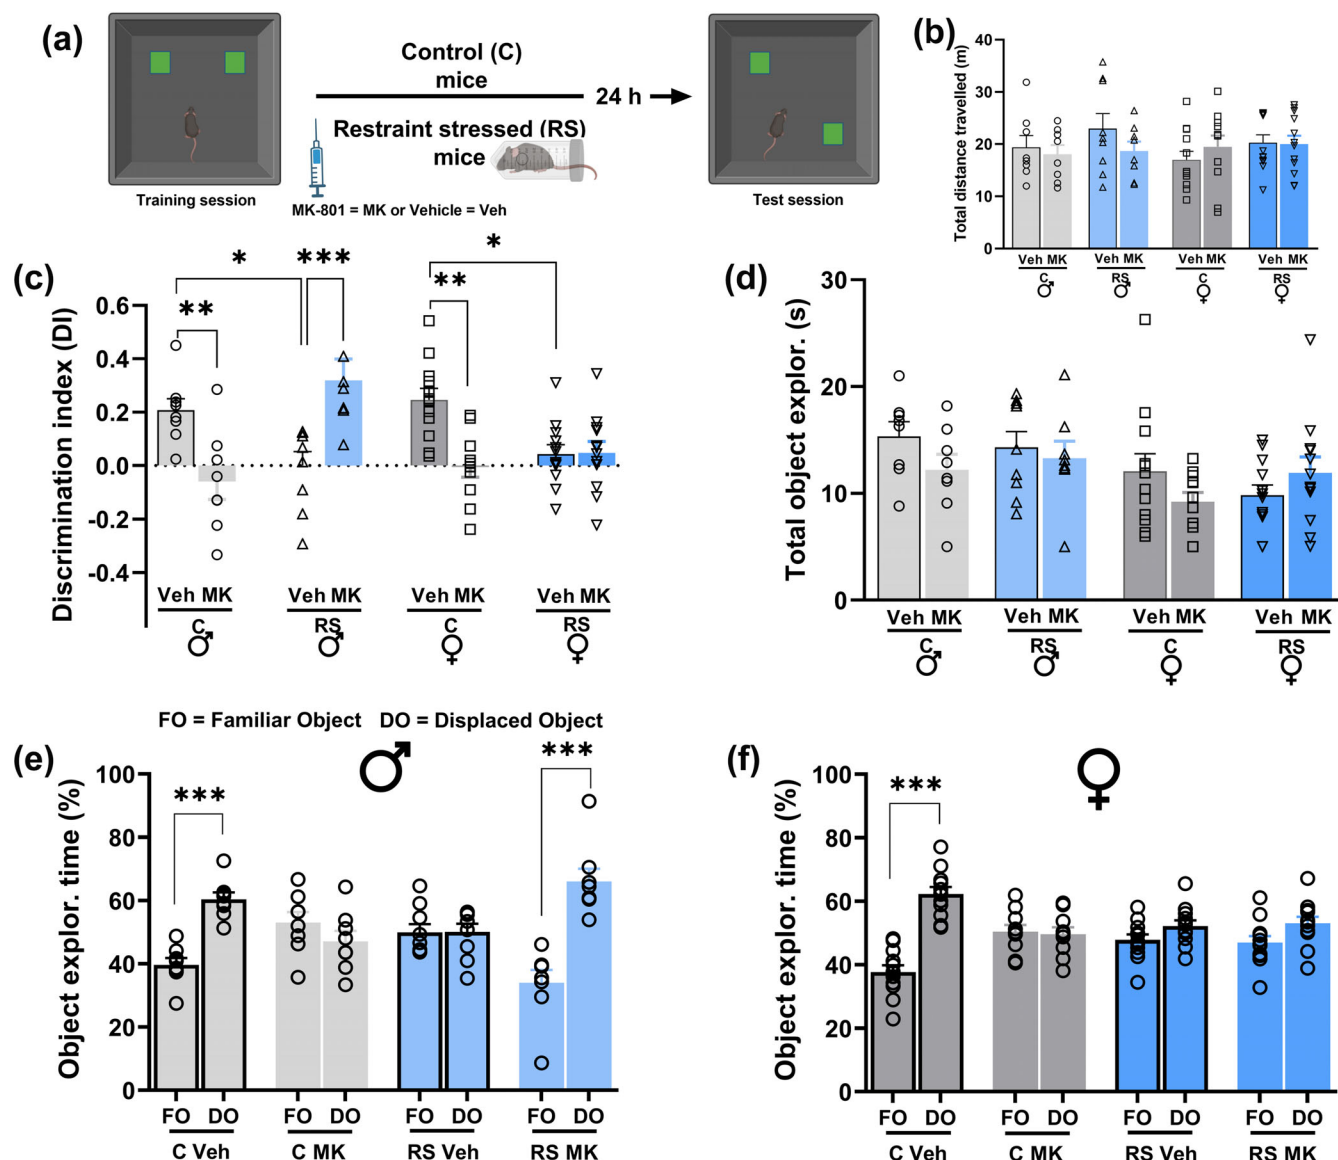 (a)
Control (C)
mice
24 h
Restraint stressed (RS)
mice
Training session
MK-801 = MK or Vehicle = Veh
Test session
(b)
Total distance travelled (m)
40
30
20
10
0
Veh MK Veh MK Veh MK Veh MK
C RS C RS
♂ ♂ ♀ ♀
(c)
Discrimination index (DI)
0.6
0.4
0.2
0.0
-0.2
-0.4
** * *** ** *
Veh MK Veh MK Veh MK Veh MK
C RS C RS
♂ ♂ ♀ ♀
(d)
Total object explor. (s)
30
20
10
0
Veh MK Veh MK Veh MK Veh MK
C RS C RS
♂ ♂ ♀ ♀
FO = Familiar Object DO = Displaced Object
(e)
♂
Object explor. time (%)
100
80
60
40
20
0
*** ***
FO DO FO DO FO DO FO DO
C Veh C MK RS Veh RS MK
(f)
♀
Object explor. time (%)
100
80
60
40
20
0
***
FO DO FO DO FO DO FO DO
C Veh C MK RS Veh RS MK